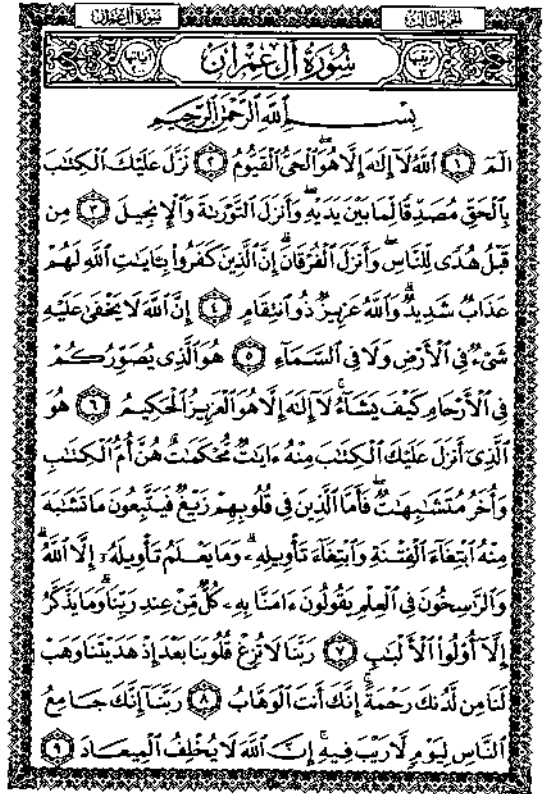 سورة آل عمران
الجزء الثالث
سُورَةُ آلِ عِمْرَانَ
بِسْمِ ٱللَّهِ ٱلرَّحْمَٰنِ ٱلرَّحِيمِ
الٓمٓ ١ ٱللَّهُ لَآ إِلَٰهَ إِلَّا هُوَ ٱلْحَىُّ ٱلْقَيُّومُ ٢ نَزَّلَ عَلَيْكَ ٱلْكِتَٰبَ
بِٱلْحَقِّ مُصَدِّقًا لِّمَا بَيْنَ يَدَيْهِ وَأَنزَلَ ٱلتَّوْرَىٰةَ وَٱلْإِنجِيلَ ٣ مِن
قَبْلُ هُدًى لِّلنَّاسِ وَأَنزَلَ ٱلْفُرْقَانَ ۗ إِنَّ ٱلَّذِينَ كَفَرُوا۟ بِـَٔايَٰتِ ٱللَّهِ لَهُمْ
عَذَابٌ شَدِيدٌ ۗ وَٱللَّهُ عَزِيزٌ ذُو ٱنتِقَامٍ ٤ إِنَّ ٱللَّهَ لَا يَخْفَىٰ عَلَيْهِ
شَىْءٌ فِى ٱلْأَرْضِ وَلَا فِى ٱلسَّمَآءِ ٥ هُوَ ٱلَّذِى يُصَوِّرُكُمْ
فِى ٱلْأَرْحَامِ كَيْفَ يَشَآءُ ۚ لَآ إِلَٰهَ إِلَّا هُوَ ٱلْعَزِيزُ ٱلْحَكِيمُ ٦ هُوَ
ٱلَّذِىٓ أَنزَلَ عَلَيْكَ ٱلْكِتَٰبَ مِنْهُ ءَايَٰتٌ مُّحْكَمَٰتٌ هُنَّ أُمُّ ٱلْكِتَٰبِ
وَأُخَرُ مُتَشَٰبِهَٰتٌ ۖ فَأَمَّا ٱلَّذِينَ فِى قُلُوبِهِمْ زَيْغٌ فَيَتَّبِعُونَ مَا تَشَٰبَهَ
مِنْهُ ٱبْتِغَآءَ ٱلْفِتْنَةِ وَٱبْتِغَآءَ تَأْوِيلِهِۦ ۗ وَمَا يَعْلَمُ تَأْوِيلَهُۥٓ إِلَّا ٱللَّهُ ۗ
وَٱلرَّٰسِخُونَ فِى ٱلْعِلْمِ يَقُولُونَ ءَامَنَّا بِهِۦ كُلٌّ مِّنْ عِندِ رَبِّنَا ۗ وَمَا يَذَّكَّرُ
إِلَّآ أُو۟لُوا۟ ٱلْأَلْبَٰبِ ٧ رَبَّنَا لَا تُزِغْ قُلُوبَنَا بَعْدَ إِذْ هَدَيْتَنَا وَهَبْ
لَنَا مِن لَّدُنكَ رَحْمَةً ۚ إِنَّكَ أَنتَ ٱلْوَهَّابُ ٨ رَبَّنَآ إِنَّكَ جَامِعُ
ٱلنَّاسِ لِيَوْمٍ لَّا رَيْبَ فِيهِ ۚ إِنَّ ٱللَّهَ لَا يُخْلِفُ ٱلْمِيعَادَ ٩